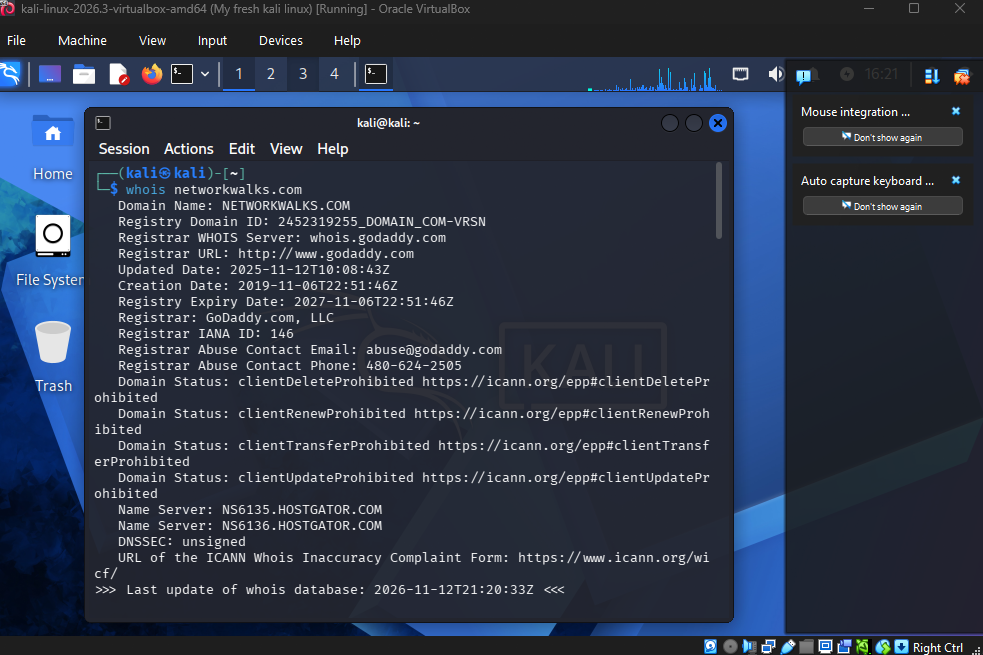 kali-linux-2026.3-virtualbox-amd64 (My fresh kali linux) [Running] - Oracle VirtualBox
File Machine View Input Devices Help
1 2 3 4 16:21
Mouse integration ...
Don't show again
Auto capture keyboard ...
Don't show again
Home
File System
Trash
kali@kali: ~
Session Actions Edit View Help
┌──(kali㉿kali)-[~]
└─$ whois networkwalks.com
Domain Name: NETWORKWALKS.COM
Registry Domain ID: 2452319255_DOMAIN_COM-VRSN
Registrar WHOIS Server: whois.godaddy.com
Registrar URL: http://www.godaddy.com
Updated Date: 2025-11-12T10:08:43Z
Creation Date: 2019-11-06T22:51:46Z
Registry Expiry Date: 2027-11-06T22:51:46Z
Registrar: GoDaddy.com, LLC
Registrar IANA ID: 146
Registrar Abuse Contact Email: abuse@godaddy.com
Registrar Abuse Contact Phone: 480-624-2505
Domain Status: clientDeleteProhibited https://icann.org/epp#clientDeletePr
ohibited
Domain Status: clientRenewProhibited https://icann.org/epp#clientRenewProh
ibited
Domain Status: clientTransferProhibited https://icann.org/epp#clientTransf
erProhibited
Domain Status: clientUpdateProhibited https://icann.org/epp#clientUpdatePr
ohibited
Name Server: NS6135.HOSTGATOR.COM
Name Server: NS6136.HOSTGATOR.COM
DNSSEC: unsigned
URL of the ICANN Whois Inaccuracy Complaint Form: https://www.icann.org/wi
cf/
>>> Last update of whois database: 2026-11-12T21:20:33Z <<<
KALI
Right Ctrl